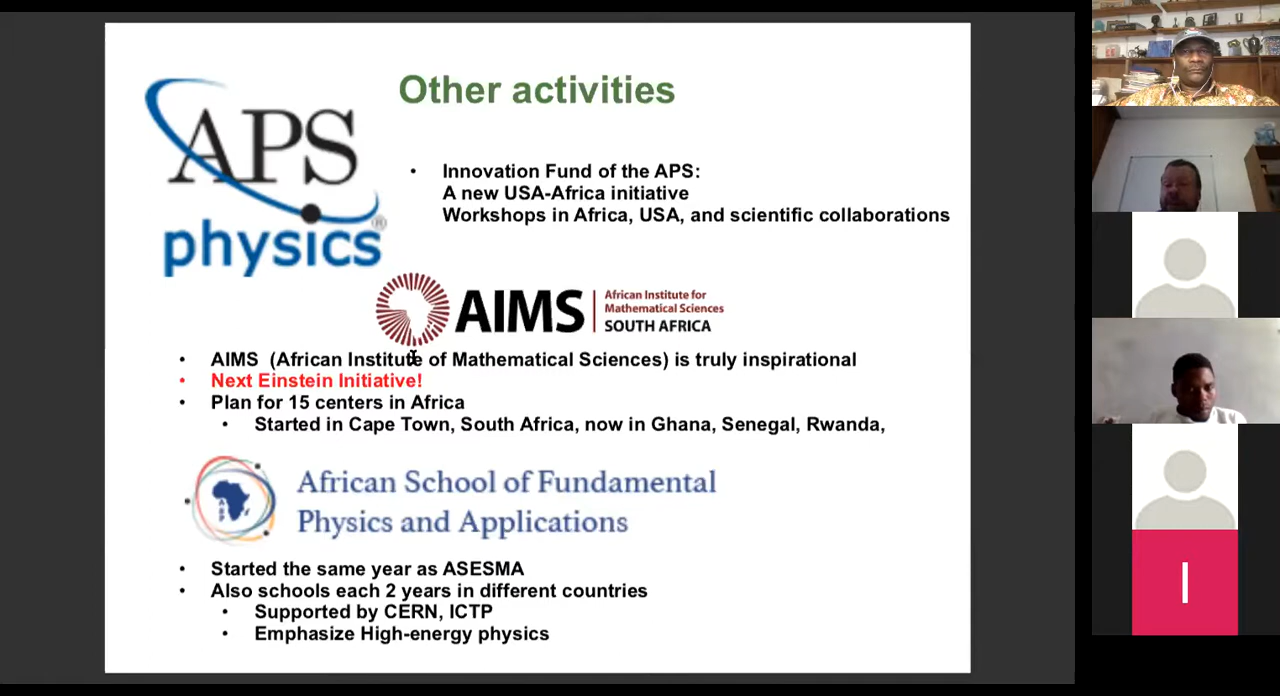 Other activities
APS
physics
®
• Innovation Fund of the APS:
A new USA-Africa initiative
Workshops in Africa, USA, and scientific collaborations
AIMS
African Institute for
Mathematical Sciences
SOUTH AFRICA
• AIMS (African Institute of Mathematical Sciences) is truly inspirational
• Next Einstein Initiative!
• Plan for 15 centers in Africa
• Started in Cape Town, South Africa, now in Ghana, Senegal, Rwanda,
African School of Fundamental
Physics and Applications
• Started the same year as ASESMA
• Also schools each 2 years in different countries
• Supported by CERN, ICTP
• Emphasize High-energy physics
I